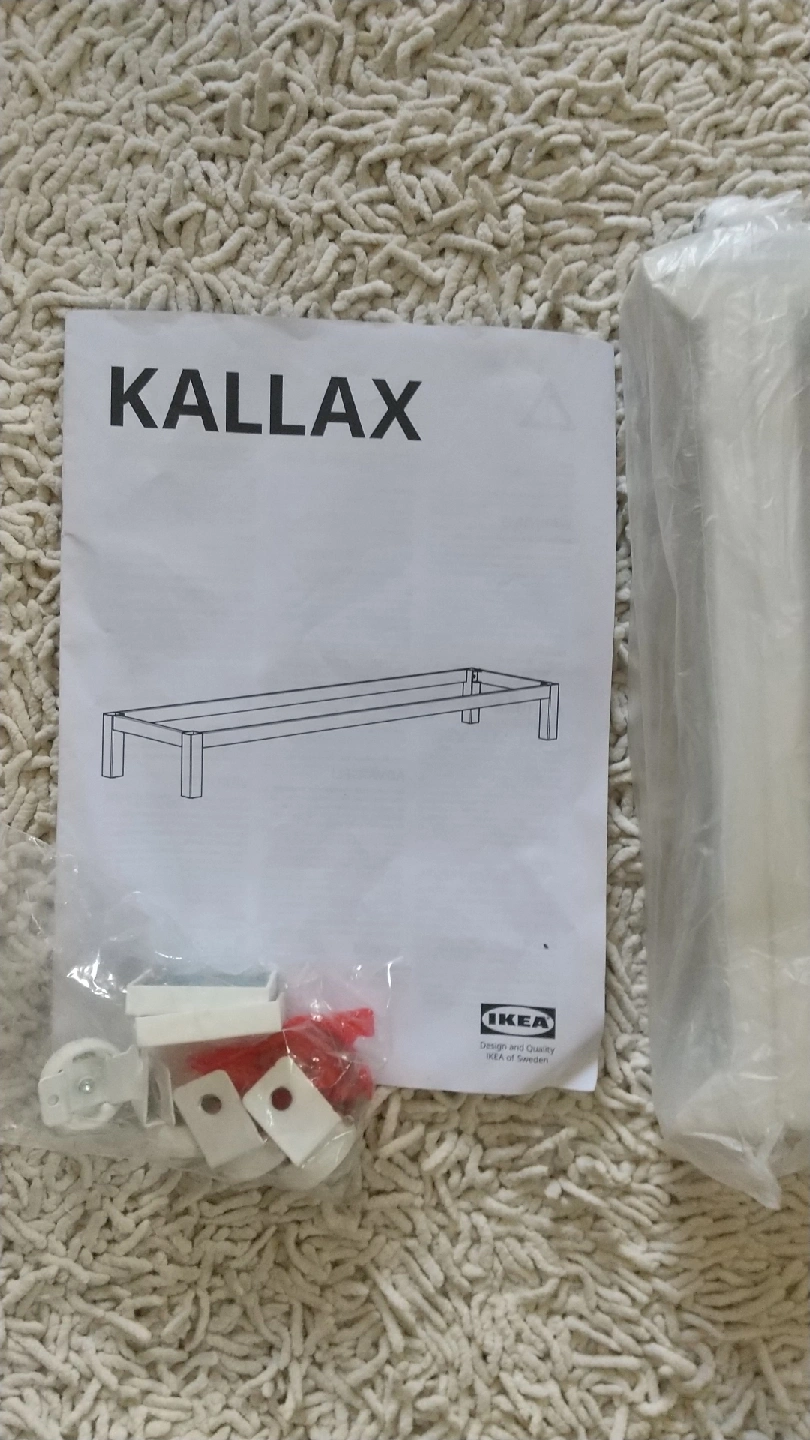 KALLAX
IKEA
Design and Quality
IKEA of Sweden